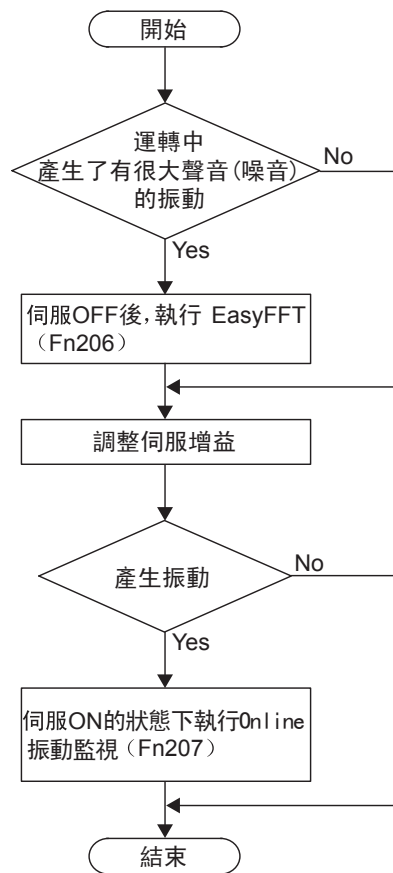 開始
運轉中
產生了有很大聲音(噪音)
的振動
No
Yes
伺服OFF後,執行 EasyFFT
（Fn206）
調整伺服增益
產生振動
No
Yes
伺服ON的狀態下執行Online
振動監視（Fn207）
結束